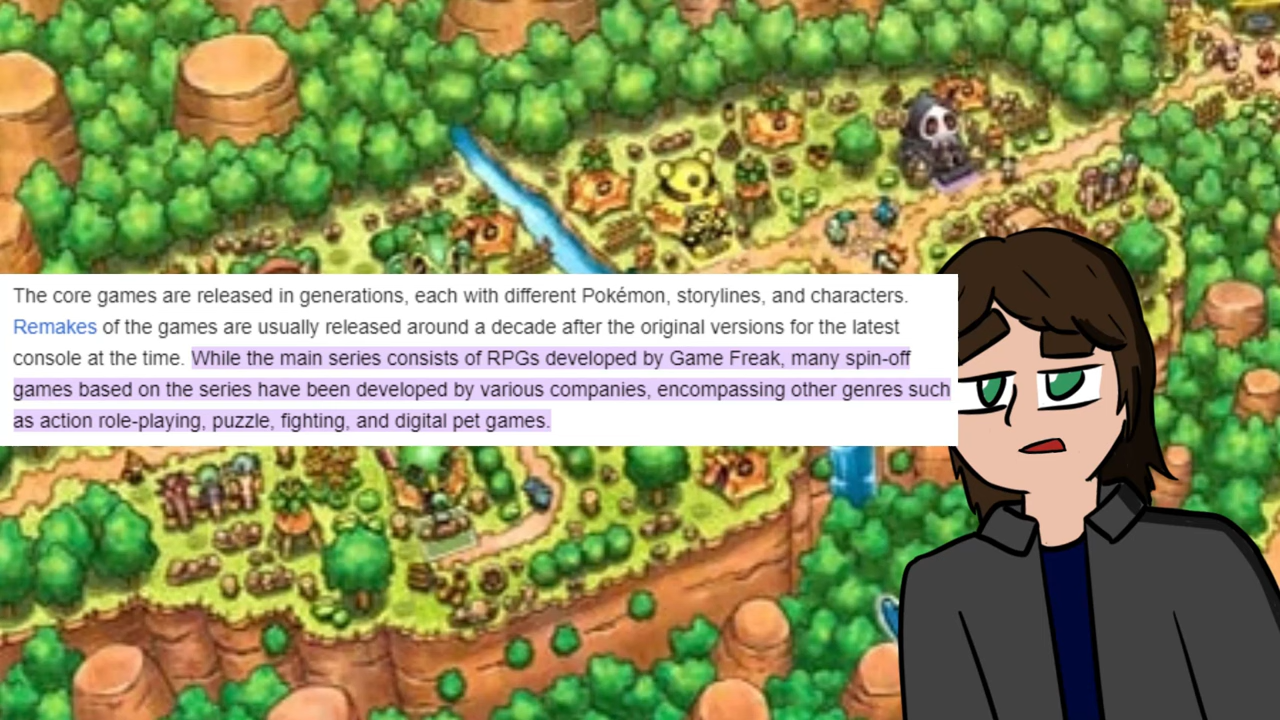 The core games are released in generations, each with different Pokémon, storylines, and characters.
Remakes of the games are usually released around a decade after the original versions for the latest
console at the time. While the main series consists of RPGs developed by Game Freak, many spin-off
games based on the series have been developed by various companies, encompassing other genres such
as action role-playing, puzzle, fighting, and digital pet games.